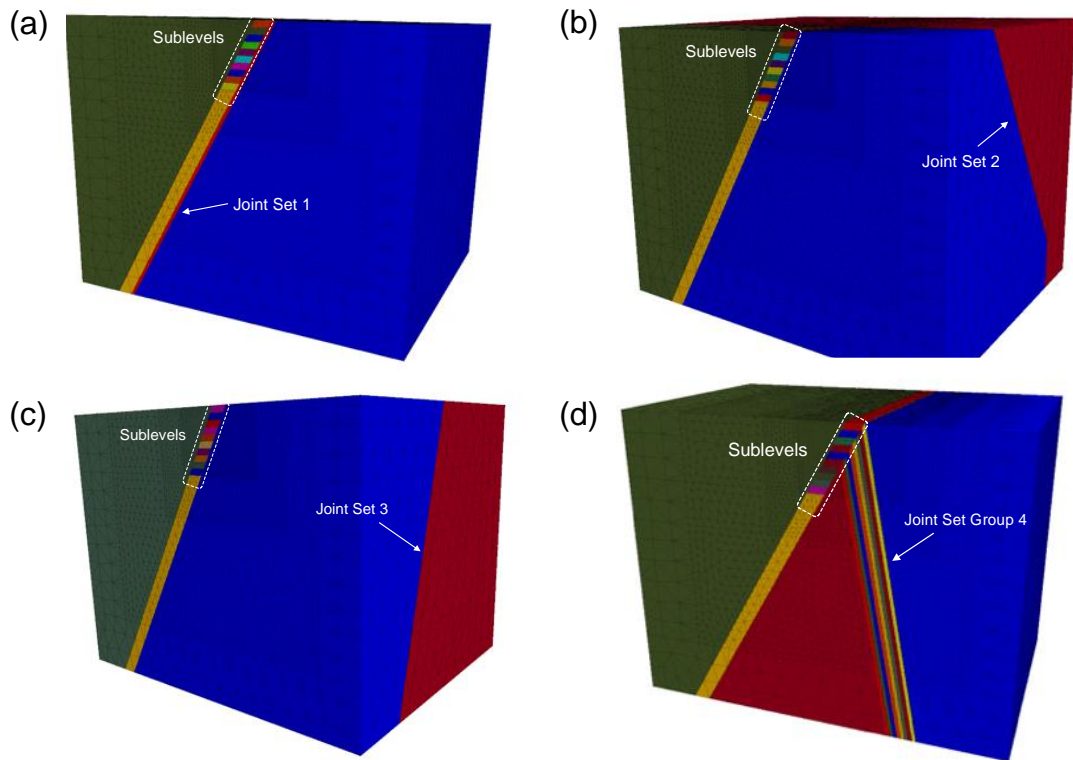 (a)
Sublevels
Joint Set 1
(b)
Sublevels
Joint Set 2
(c)
Sublevels
Joint Set 3
(d)
Sublevels
Joint Set Group 4